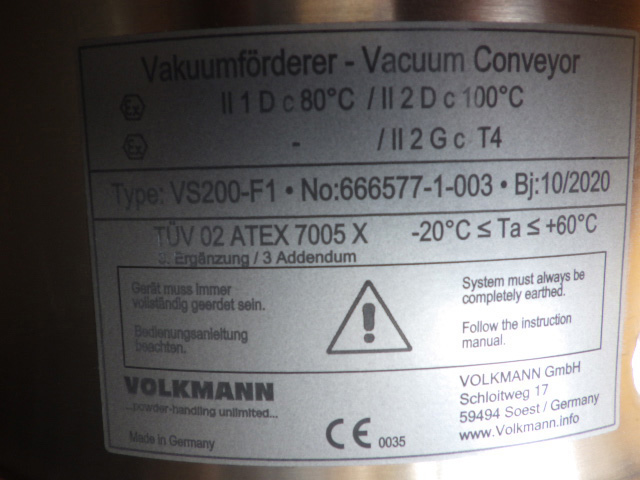 Vakuumförderer - Vacuum Conveyor
Ex II 1 D c 80°C / II 2 D c 100°C
Ex - / II 2 G c T4
Type: VS200-F1 • No:666577-1-003 • Bj:10/2020
TÜV 02 ATEX 7005 X -20°C ≤ Ta ≤ +60°C
3. Ergänzung / 3 Addendum
Gerät muss immer
vollständig geerdet sein.
Bedienungsanleitung
beachten.
!
System must always be
completely earthed.
Follow the instruction
manual.
VOLKMANN
...powder-handling unlimited...
Made in Germany
CE 0035
VOLKMANN GmbH
Schloitweg 17
59494 Soest / Germany
www.Volkmann.info